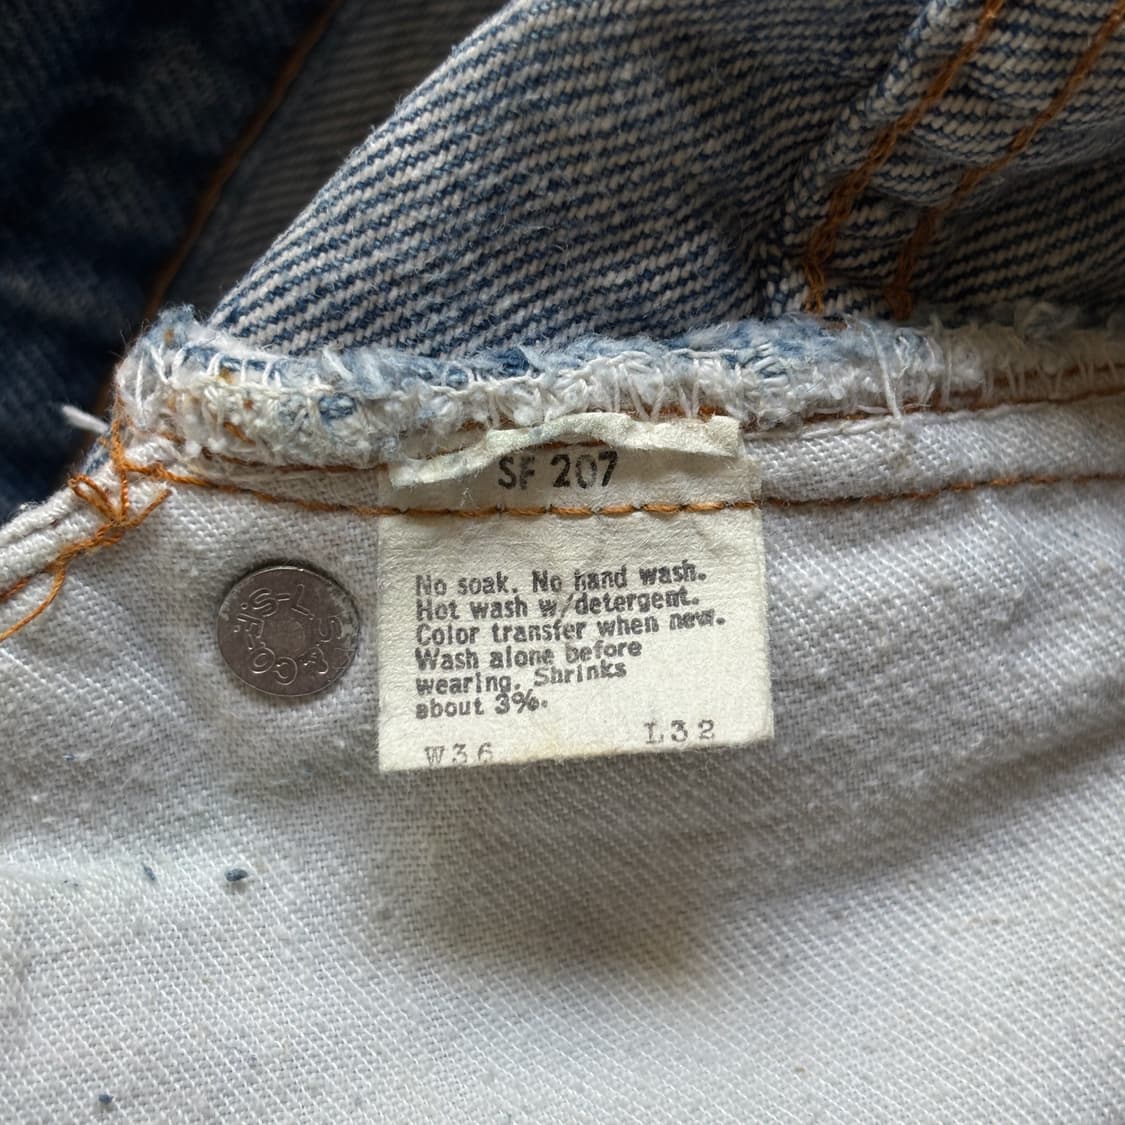 SF 207
No soak. No hand wash.
Hot wash w/detergent.
Color transfer when new.
Wash alone before
wearing. Shrinks
about 3%.
W36 L32
L.S.&CO.-S.F.